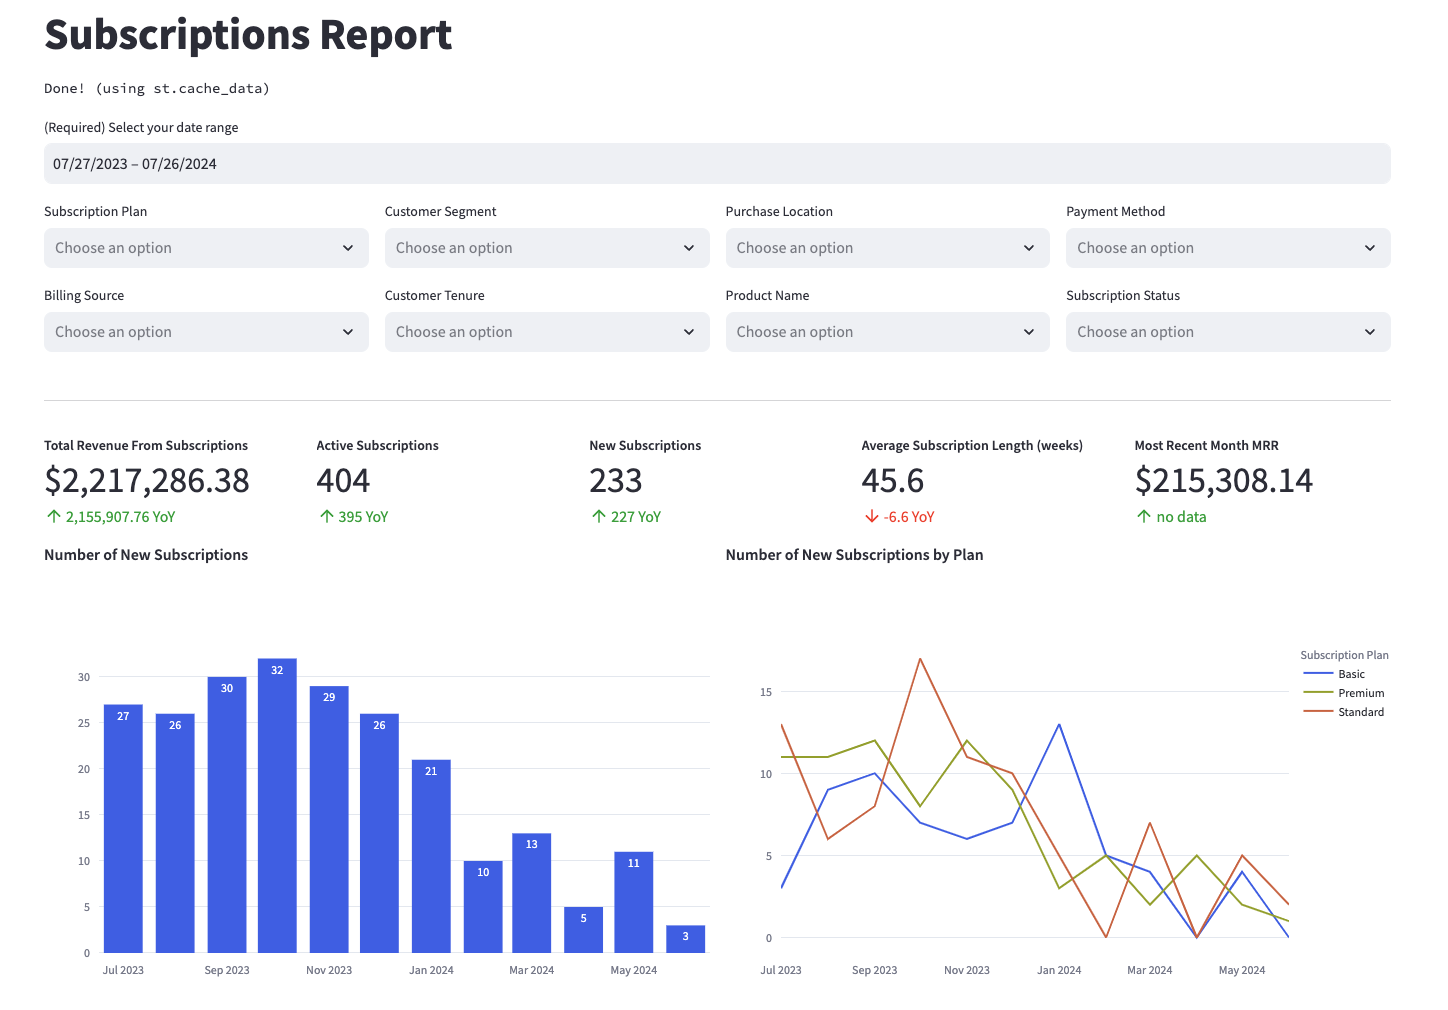 Subscriptions Report
Done! (using st.cache_data)
(Required) Select your date range
07/27/2023 – 07/26/2024
Subscription Plan
Customer Segment
Purchase Location
Payment Method
Choose an option
Choose an option
Choose an option
Choose an option
Billing Source
Customer Tenure
Product Name
Subscription Status
Choose an option
Choose an option
Choose an option
Choose an option
Total Revenue From Subscriptions
$2,217,286.38
2,155,907.76 YoY
Active Subscriptions
404
395 YoY
New Subscriptions
233
227 YoY
Average Subscription Length (weeks)
45.6
-6.6 YoY
Most Recent Month MRR
$215,308.14
no data
Number of New Subscriptions
30
25
20
15
10
5
0
27
26
30
32
29
26
21
10
13
5
11
3
Jul 2023
Sep 2023
Nov 2023
Jan 2024
Mar 2024
May 2024
Number of New Subscriptions by Plan
15
10
5
0
Jul 2023
Sep 2023
Nov 2023
Jan 2024
Mar 2024
May 2024
Subscription Plan
Basic
Premium
Standard